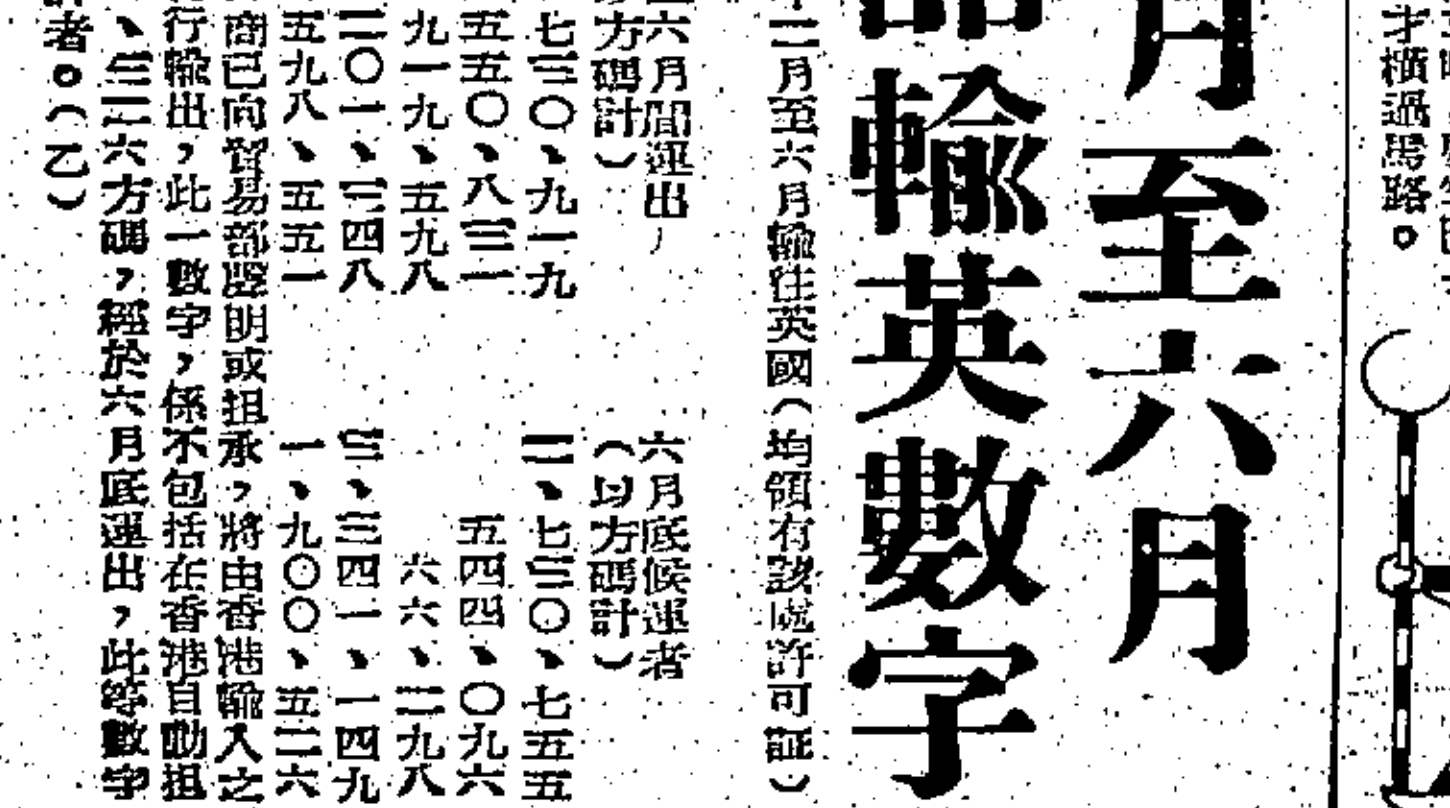 才橫過馬路。
月至六月
輸英數字
二月至六月輸往英國(均領有該處許可証)
六月間運出 六月底候運者
以方碼計) (以方碼計)
七三〇、九一九 二、七三〇、七五五
五五〇、八三一 五四四、〇九六
九一九、五九八 六六、二九八
二〇一、三四八 三、三四一、一四九
五九八、五五一 一、九〇〇、五二六
商已向貿易部證明或担承,將由香港輸入之
行輸出,此一數字,係不包括在香港自動担
、三二六方碼,經於六月底運出,此等數字
者。(乙)